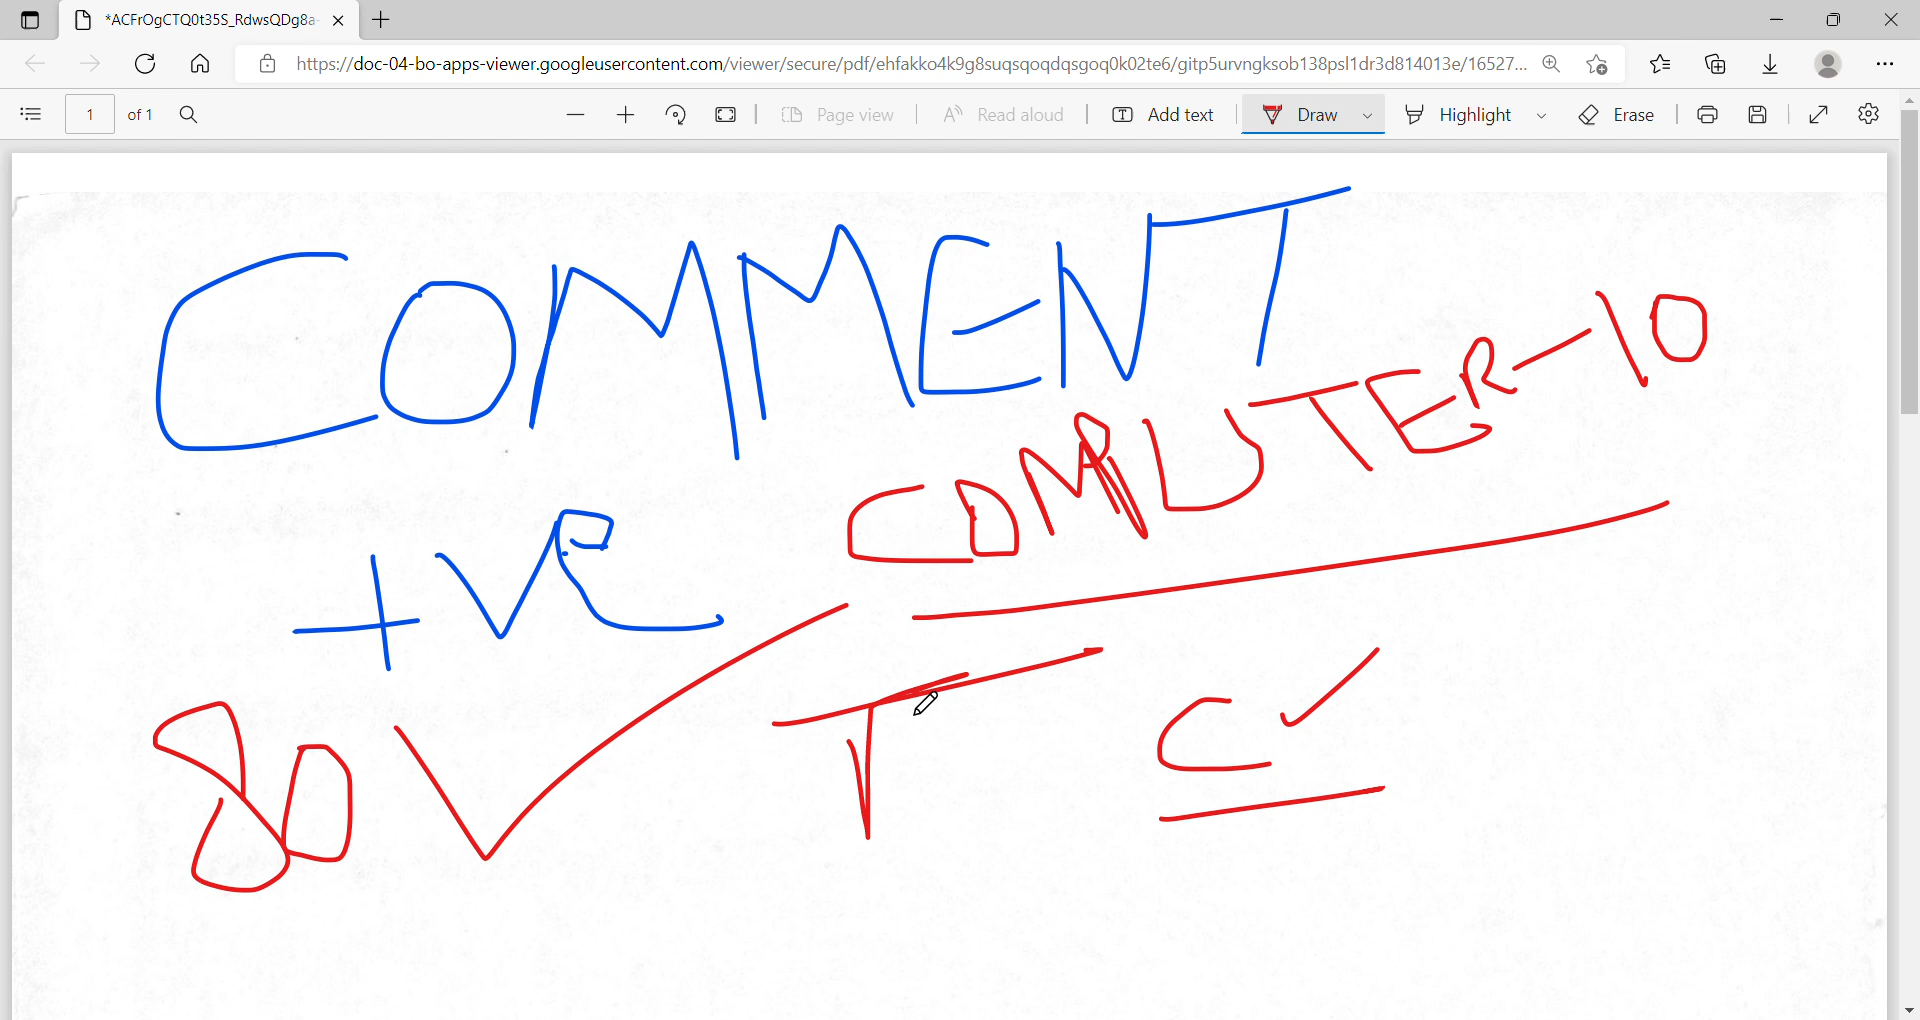 *ACFrOgCTQ0t35S_RdwsQDg8a-
https://doc-04-bo-apps-viewer.googleusercontent.com/viewer/secure/pdf/ehfakko4k9g8suqsqoqdqsgoq0k02te6/gitp5urvngksob138psl1dr3d814013e/16527...
1 of 1 Page view Read aloud Add text Draw Highlight Erase
COMMENT
COMPUTER-10
+ve
80 T C